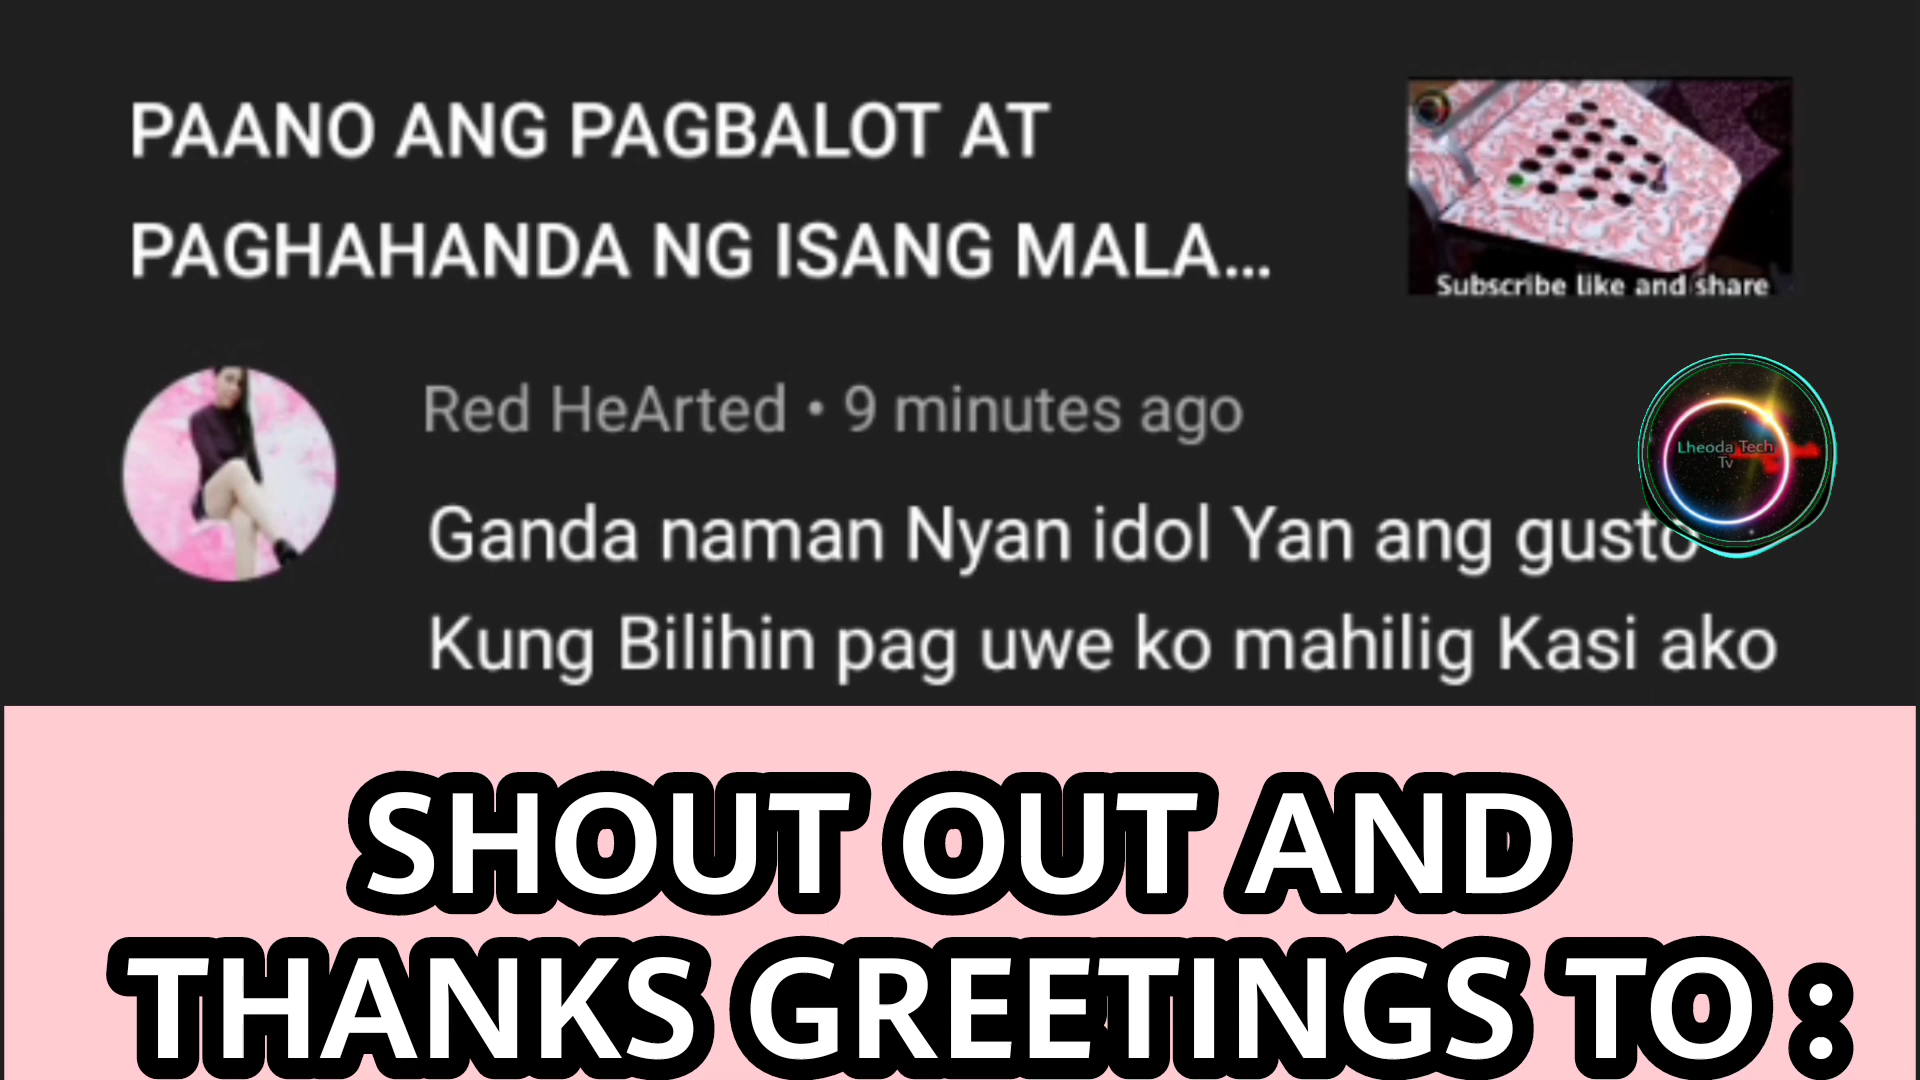 PAANO ANG PAGBALOT AT
PAGHAHANDA NG ISANG MALA...
Subscribe like and share
Red HeArted • 9 minutes ago
Lheoda Tech
Tv
Ganda naman Nyan idol Yan ang gusto
Kung Bilihin pag uwe ko mahilig Kasi ako
SHOUT OUT AND
THANKS GREETINGS TO :